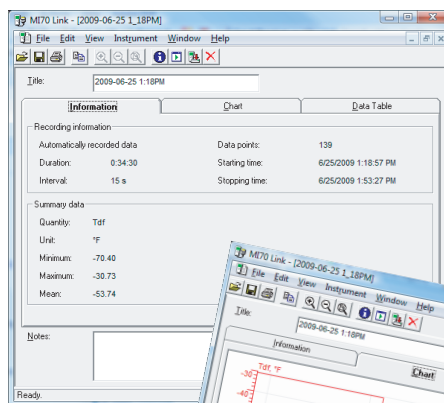 MI70 Link - [2009-06-25 1_18PM]
File Edit View Instrument Window Help
Title: 2009-06-25 1:18PM
Information Chart Data Table
Recording information
Automatically recorded data Data points: 139
Duration: 0:34:30 Starting time: 6/25/2009 1:18:57 PM
Interval: 15 s Stopping time: 6/25/2009 1:53:27 PM
Summary data
Quantity: Tdf
Unit: °F
Minimum: -70.40
Maximum: -30.73
Mean: -53.74
Notes:
Ready.
MI70 Link - [2009-06-25 1_18PM]
File Edit View Instrument Window Help
Title: 2009-06-25 1:18PM
Information Chart
Tdf, °F
-30
-40